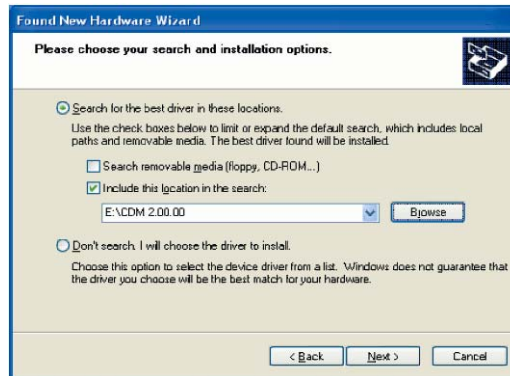 Found New Hardware Wizard
Please choose your search and installation options.
Search for the best driver in these locations.
Use the check boxes below to limit or expand the default search, which includes local
paths and removable media. The best driver found will be installed.
Search removable media (floppy, CD-ROM...)
Include this location in the search:
E:\CDM 2.00.00
Browse
Don't search. I will choose the driver to install.
Choose this option to select the device driver from a list. Windows does not guarantee that
the driver you choose will be the best match for your hardware.
< Back
Next >
Cancel